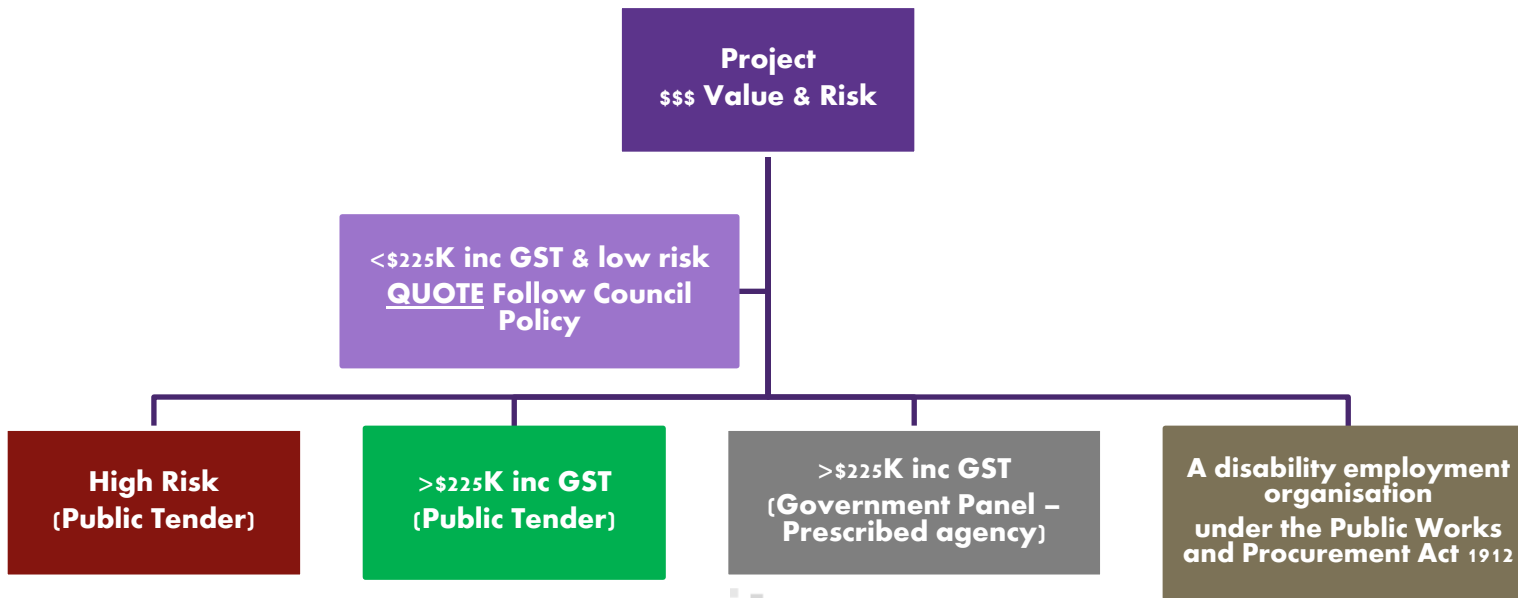 Project
$$$ Value & Risk
<$225K inc GST & low risk
QUOTE Follow Council
Policy
High Risk
(Public Tender)
>$225K inc GST
(Public Tender)
>$225K inc GST
(Government Panel –
Prescribed agency)
A disability employment
organisation
under the Public Works
and Procurement Act 1912